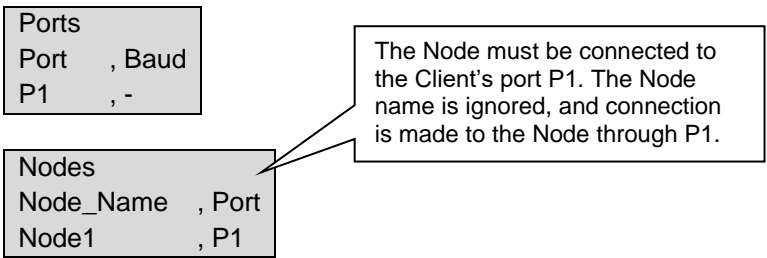 Ports
Port , Baud
P1 , -
The Node must be connected to
the Client's port P1. The Node
name is ignored, and connection
is made to the Node through P1.
Nodes
Node_Name , Port
Node1 , P1